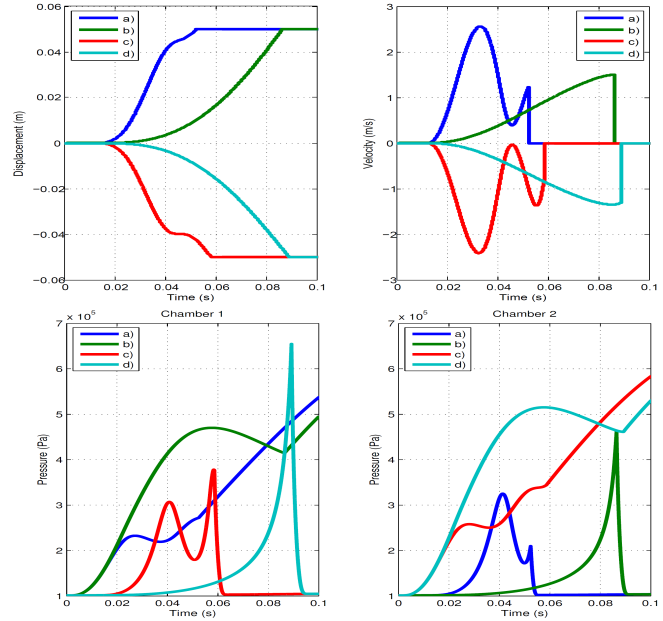 0.06
0.04
0.02
0
−0.02
−0.04
−0.06
Displacement (m)
a)
b)
c)
d)
0
0.02
0.04
0.06
0.08
0.1
Time (s)
3
2
1
0
−1
−2
−3
Velocity (m/s)
a)
b)
c)
d)
0
0.02
0.04
0.06
0.08
0.1
Time (s)
Chamber 1
x 10⁵
7
6
5
4
3
2
1
Pressure (Pa)
a)
b)
c)
d)
0
0.02
0.04
0.06
0.08
0.1
Time (s)
Chamber 2
x 10⁵
7
6
5
4
3
2
1
Pressure (Pa)
a)
b)
c)
d)
0
0.02
0.04
0.06
0.08
0.1
Time (s)